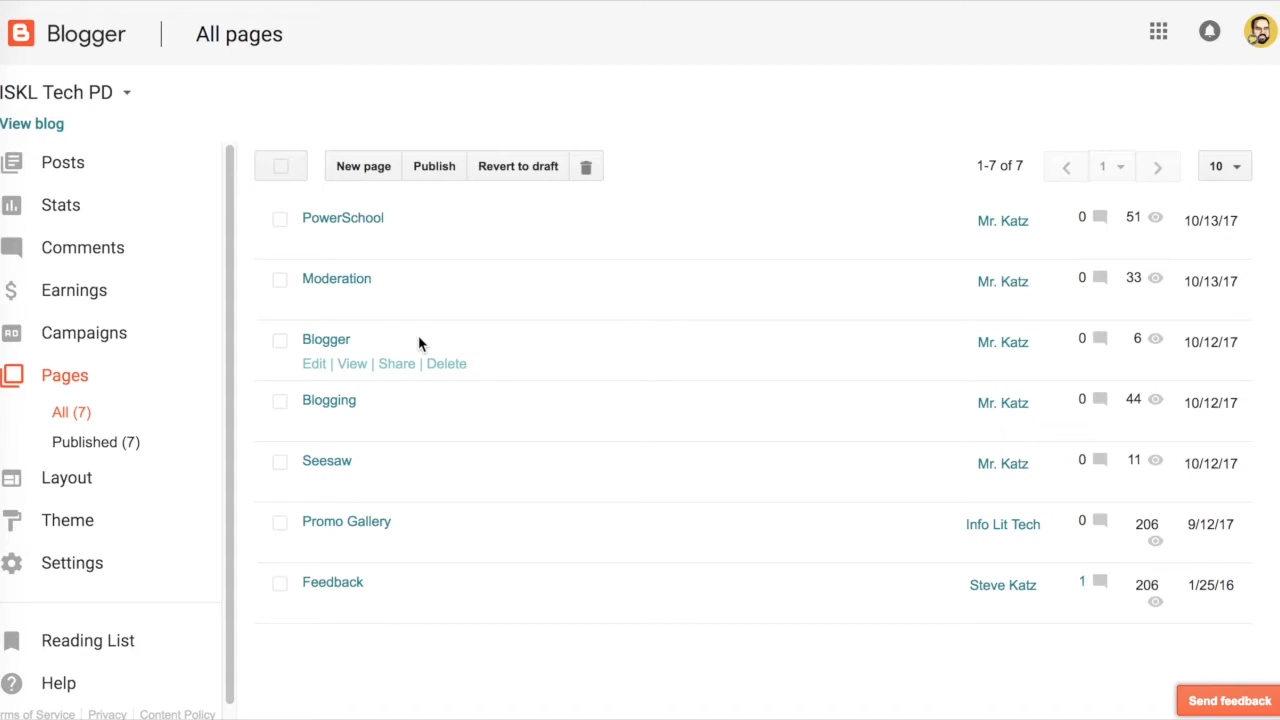 Blogger All pages
ISKL Tech PD
View blog
Posts
Stats
Comments
Earnings
Campaigns
Pages
All (7)
Published (7)
Layout
Theme
Settings
Reading List
Help
rms of Service Privacy Content Policy
New page Publish Revert to draft 1-7 of 7 1 10
PowerSchool Mr. Katz 0 51 10/13/17
Moderation Mr. Katz 0 33 10/13/17
Blogger Mr. Katz 0 6 10/12/17
Edit | View | Share | Delete
Blogging Mr. Katz 0 44 10/12/17
Seesaw Mr. Katz 0 11 10/12/17
Promo Gallery Info Lit Tech 0 206 9/12/17
Feedback Steve Katz 1 206 1/25/16
Send feedback